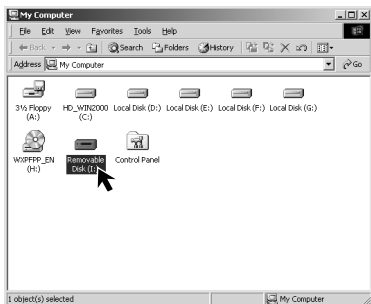 My Computer
File Edit View Favorites Tools Help
Back Search Folders History
Address My Computer Go
3½ Floppy (A:) HD_WIN2000 (C:) Local Disk (D:) Local Disk (E:) Local Disk (F:) Local Disk (G:)
WXPFPP_EN (H:) Removable Disk (I:) Control Panel
1 object(s) selected My Computer